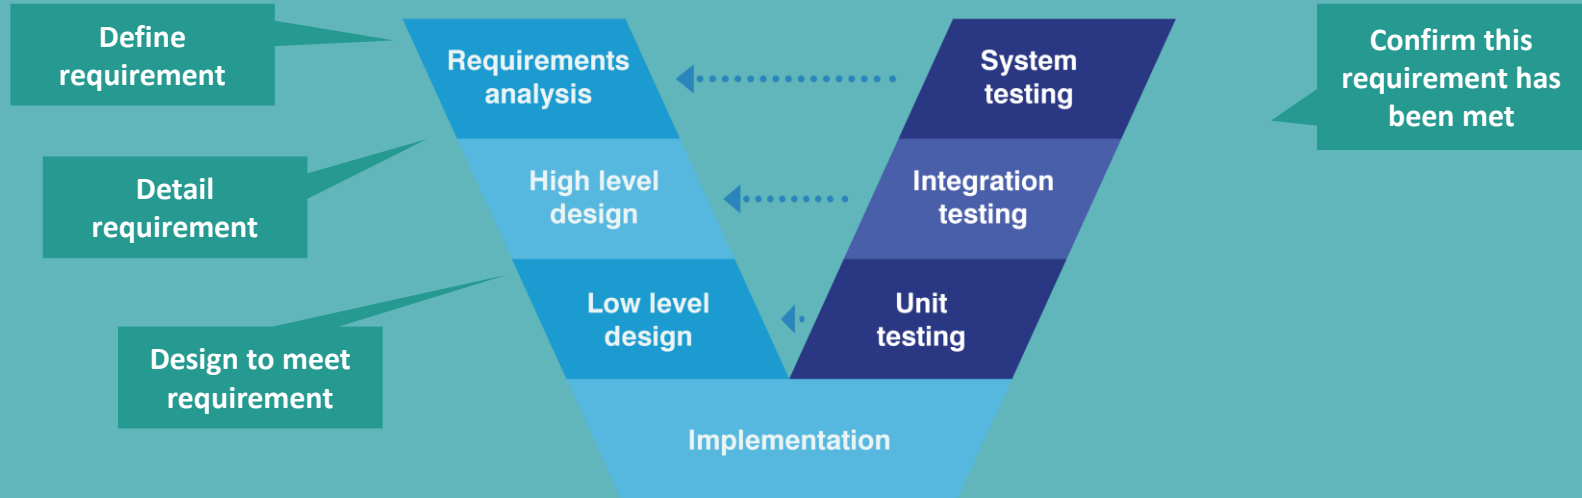 Define
requirement
Requirements
analysis
System
testing
Confirm this
requirement has
been met
Detail
requirement
High level
design
Integration
testing
Design to meet
requirement
Low level
design
Unit
testing
Implementation